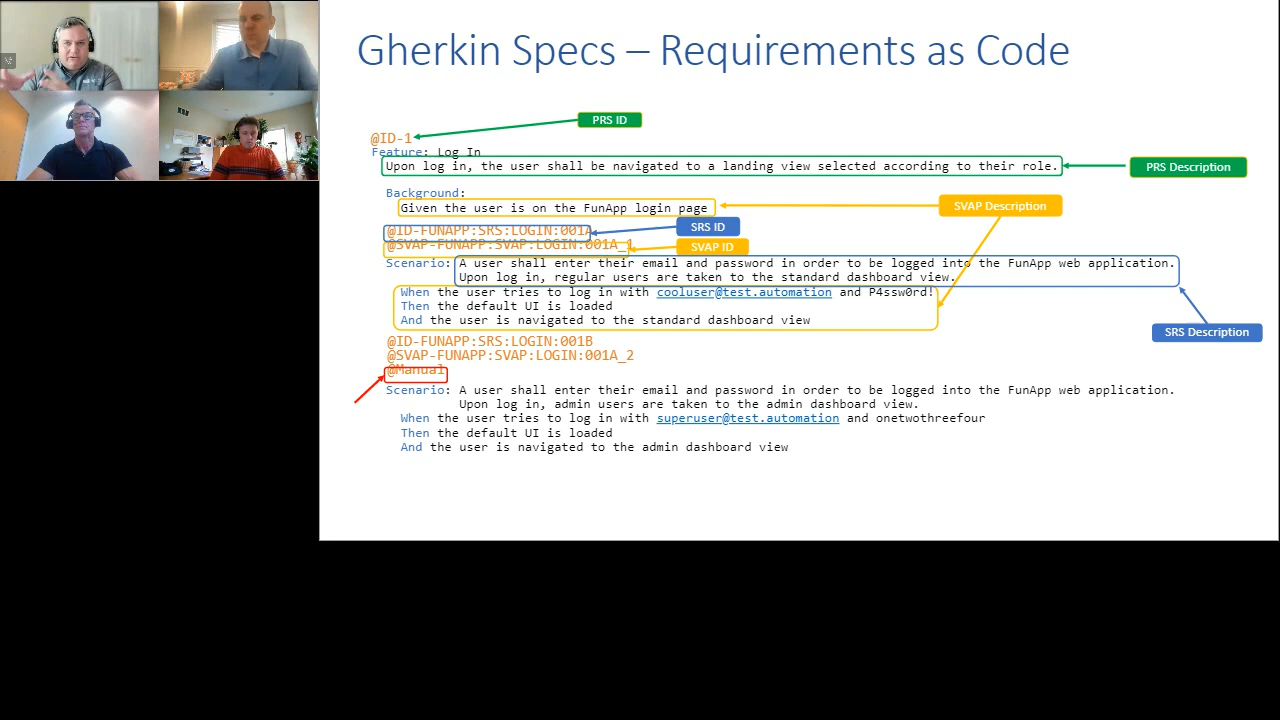 Gherkin Specs – Requirements as Code
PRS ID
@ID-1
Feature: Log In
Upon log in, the user shall be navigated to a landing view selected according to their role.
PRS Description
Background:
Given the user is on the FunApp login page
SVAP Description
@ID-FUNAPP:SRS:LOGIN:001A
SRS ID
@SVAP-FUNAPP:SVAP:LOGIN:001A_1
SVAP ID
Scenario: A user shall enter their email and password in order to be logged into the FunApp web application.
Upon log in, regular users are taken to the standard dashboard view.
When the user tries to log in with cooluser@test.automation and P4ssw0rd!
Then the default UI is loaded
And the user is navigated to the standard dashboard view
SRS Description
@ID-FUNAPP:SRS:LOGIN:001B
@SVAP-FUNAPP:SVAP:LOGIN:001A_2
@Manual
Scenario: A user shall enter their email and password in order to be logged into the FunApp web application.
Upon log in, admin users are taken to the admin dashboard view.
When the user tries to log in with superuser@test.automation and onetwothreefour
Then the default UI is loaded
And the user is navigated to the admin dashboard view